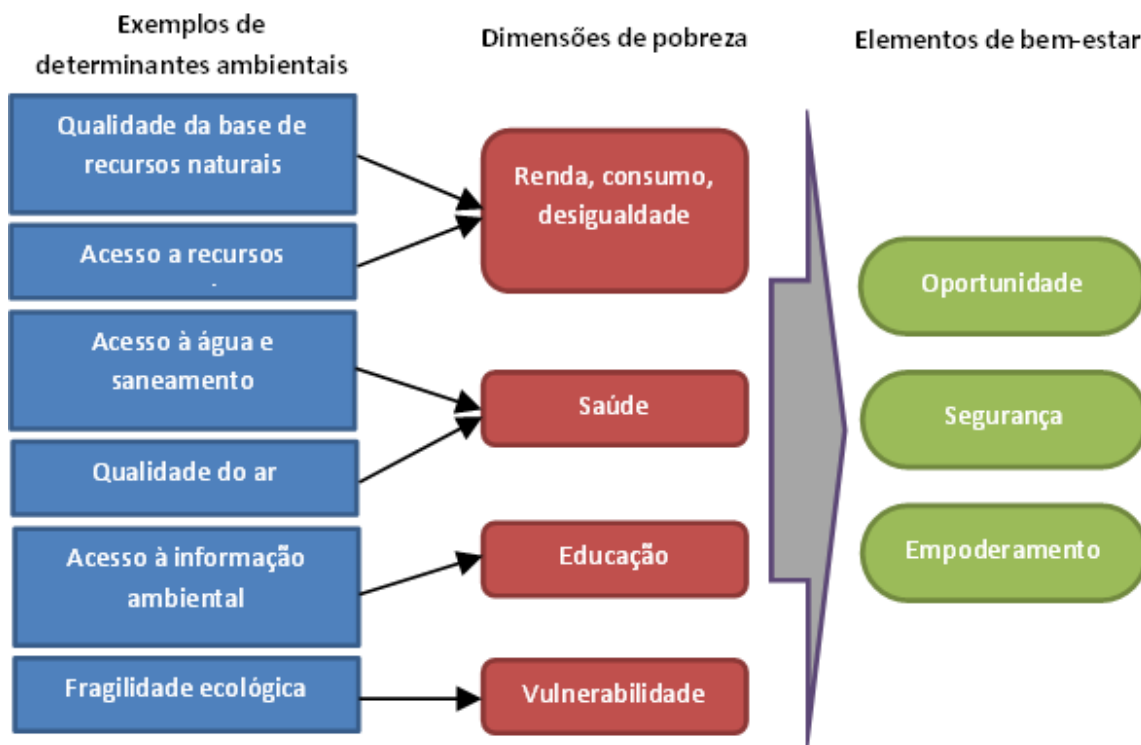 Exemplos de
determinantes ambientais
Dimensões de pobreza
Elementos de bem-estar
Qualidade da base de
recursos naturais
Acesso a recursos
Acesso à água e
saneamento
Qualidade do ar
Acesso à informação
ambiental
Fragilidade ecológica
Renda, consumo,
desigualdade
Saúde
Educação
Vulnerabilidade
Oportunidade
Segurança
Empoderamento